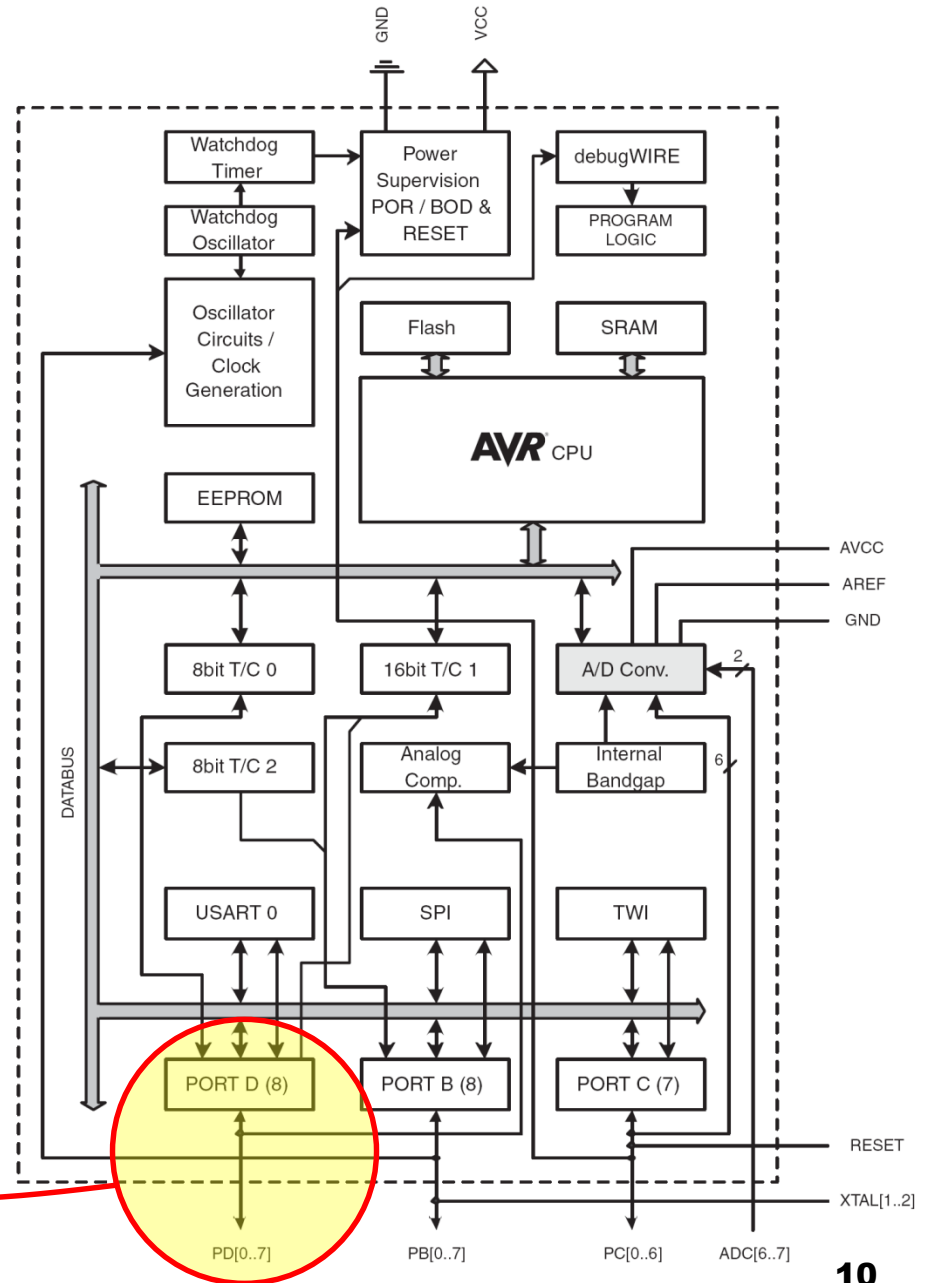 GND
VCC
Watchdog
Timer
Power
Supervision
POR / BOD &
RESET
debugWIRE
Watchdog
Oscillator
PROGRAM
LOGIC
Oscillator
Circuits /
Clock
Generation
Flash
SRAM
AVR® CPU
EEPROM
AVCC
AREF
GND
8bit T/C 0
16bit T/C 1
A/D Conv.
2
DATABUS
8bit T/C 2
Analog
Comp.
Internal
Bandgap
6
USART 0
SPI
TWI
PORT D (8)
PORT B (8)
PORT C (7)
RESET
XTAL[1..2]
PD[0..7]
PB[0..7]
PC[0..6]
ADC[6..7]
10